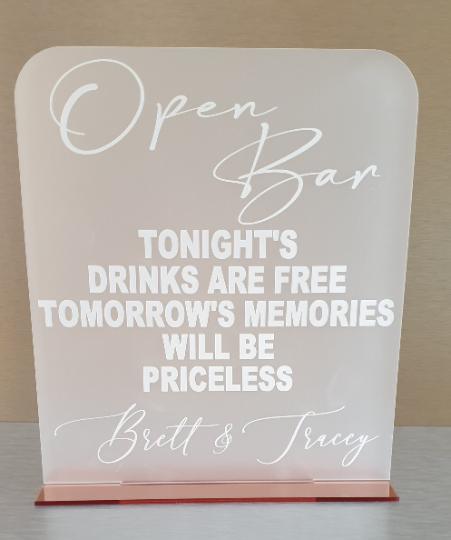 Open
Bar
TONIGHT'S
DRINKS ARE FREE
TOMORROW'S MEMORIES
WILL BE
PRICELESS
Brett & Tracey